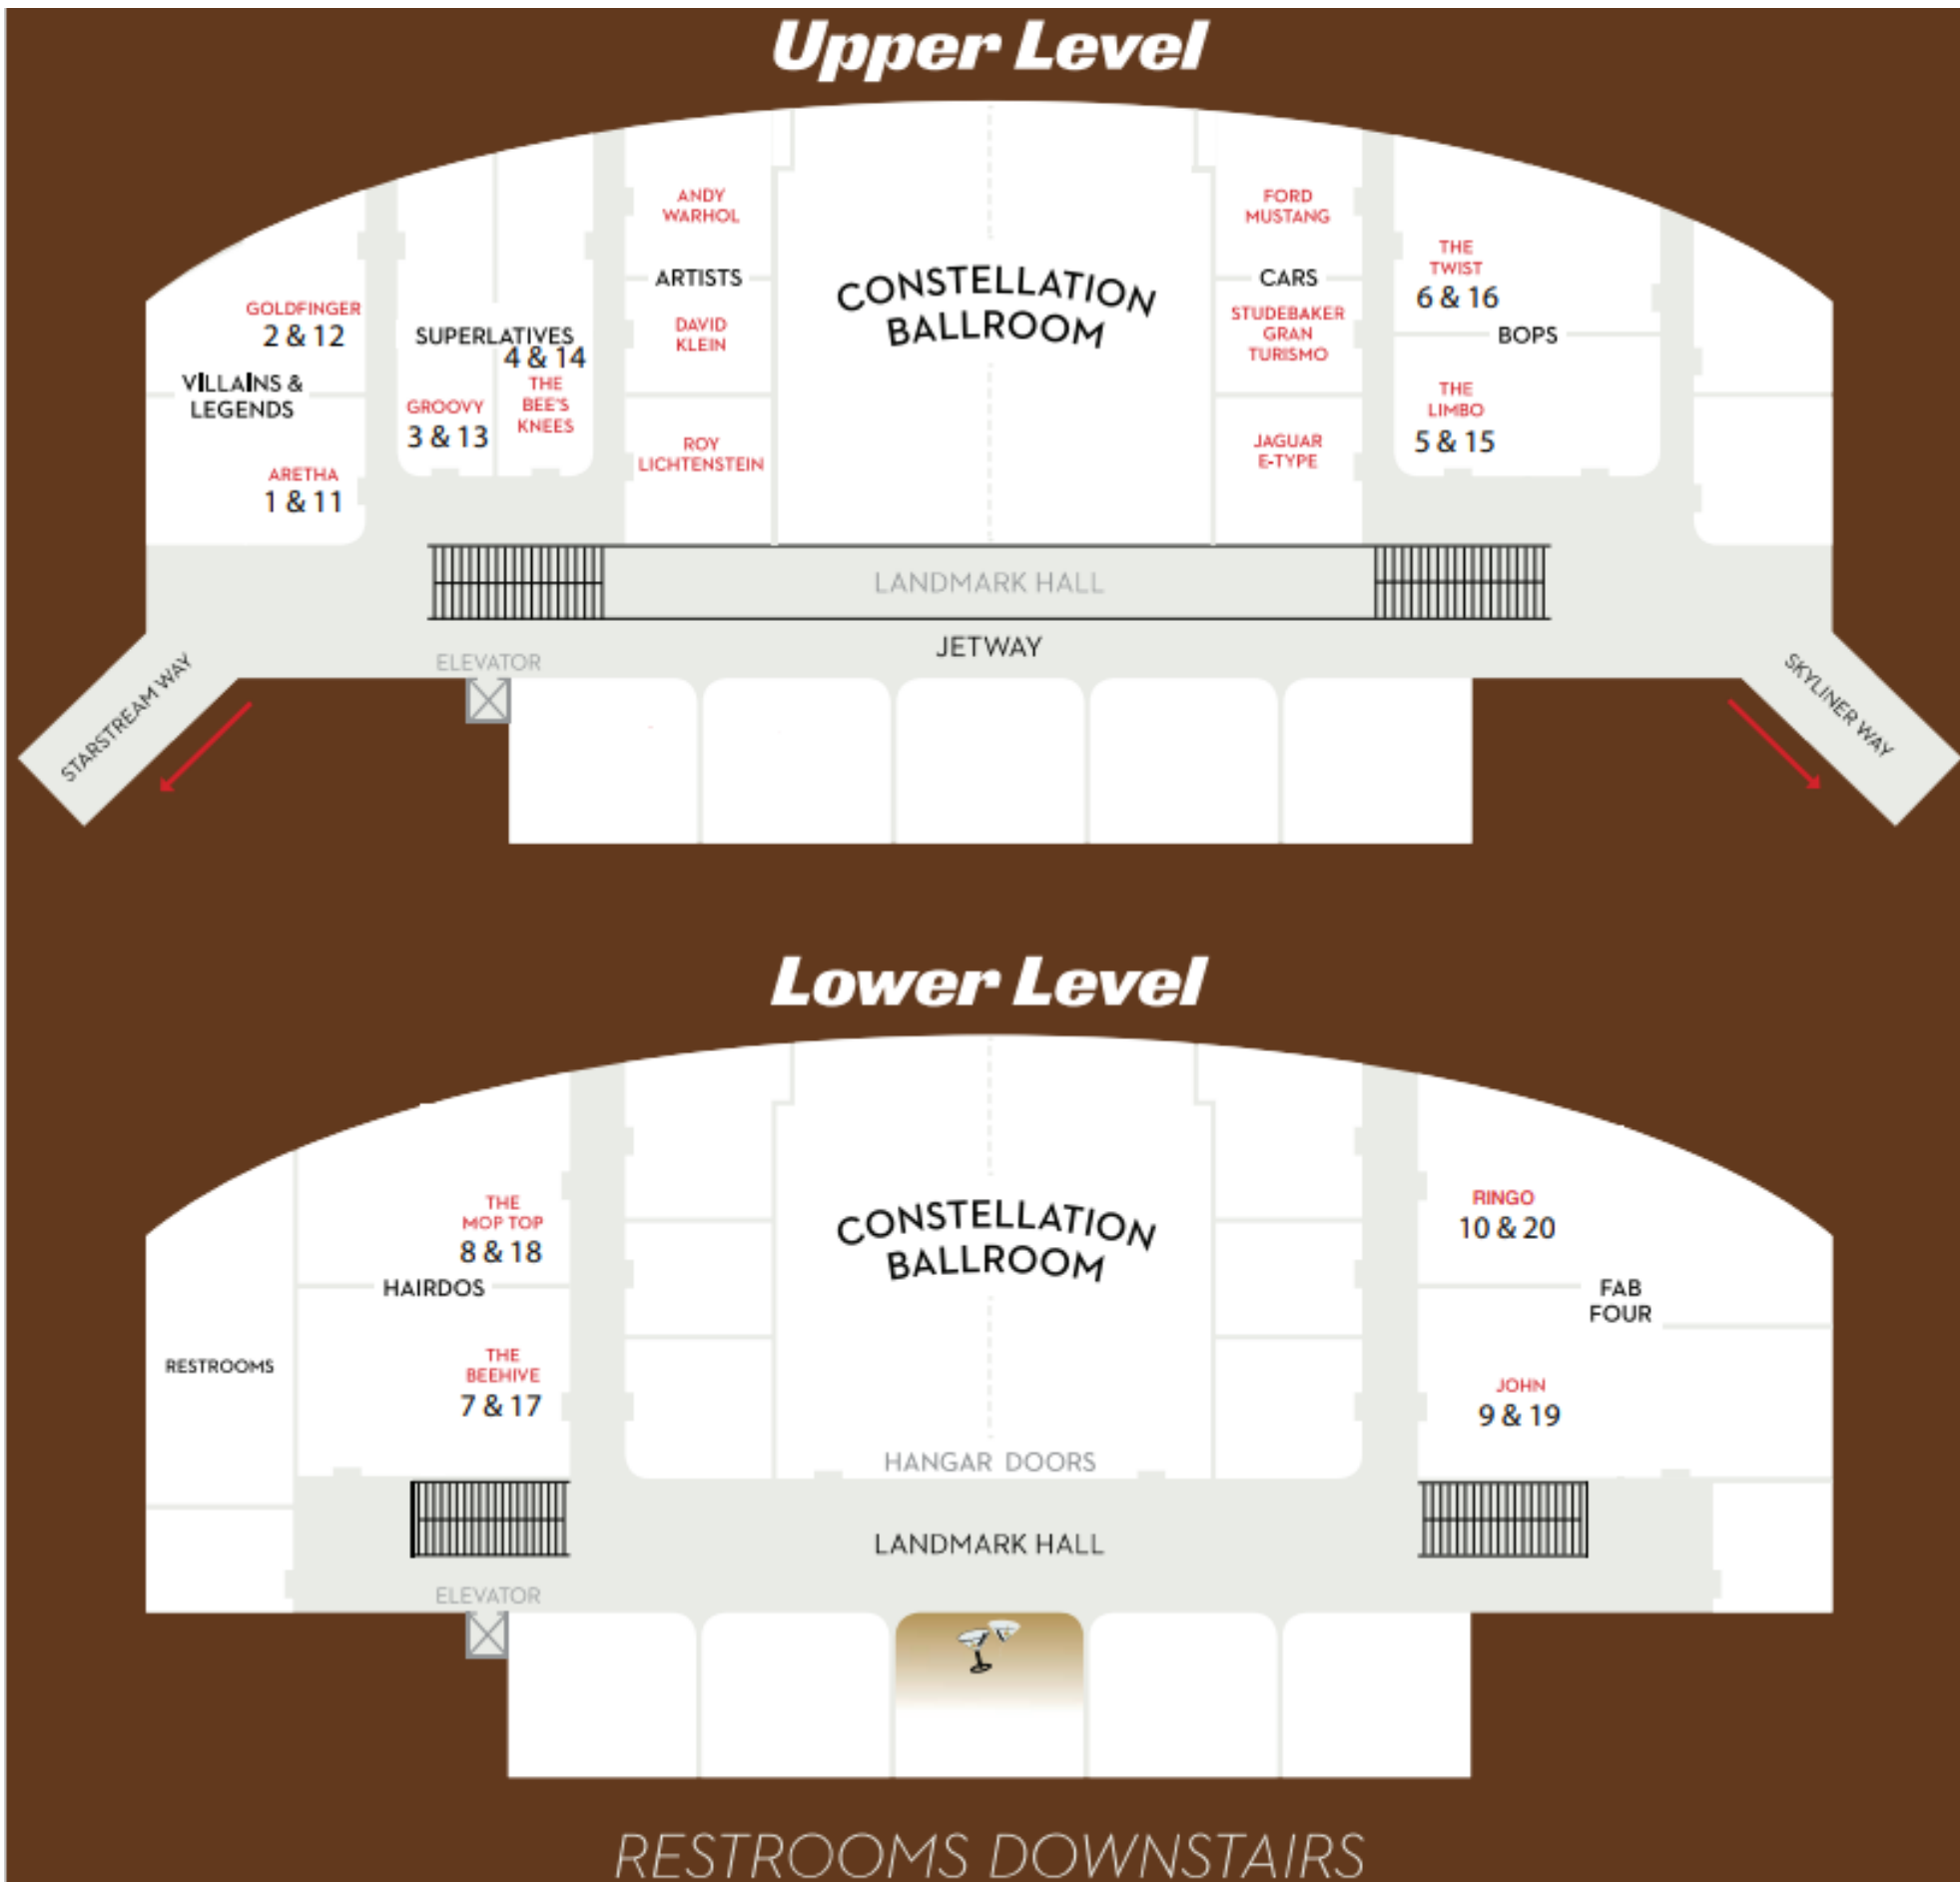 Upper Level
ANDY
WARHOL
ARTISTS
DAVID
KLEIN
ROY
LICHTENSTEIN
CONSTELLATION
BALLROOM
FORD
MUSTANG
CARS
STUDEBAKER
GRAN
TURISMO
JAGUAR
E-TYPE
THE
TWIST
6 & 16
BOPS
THE
LIMBO
5 & 15
GOLDFINGER
2 & 12
VILLAINS &
LEGENDS
ARETHA
1 & 11
SUPERLATIVES
4 & 14
THE
BEE'S
KNEES
GROOVY
3 & 13
LANDMARK HALL
JETWAY
ELEVATOR
STARSTREAM WAY
SKYLINER WAY
Lower Level
THE
MOP TOP
8 & 18
HAIRDOS
THE
BEEHIVE
7 & 17
RESTROOMS
CONSTELLATION
BALLROOM
HANGAR DOORS
RINGO
10 & 20
FAB
FOUR
JOHN
9 & 19
LANDMARK HALL
ELEVATOR
RESTROOMS DOWNSTAIRS